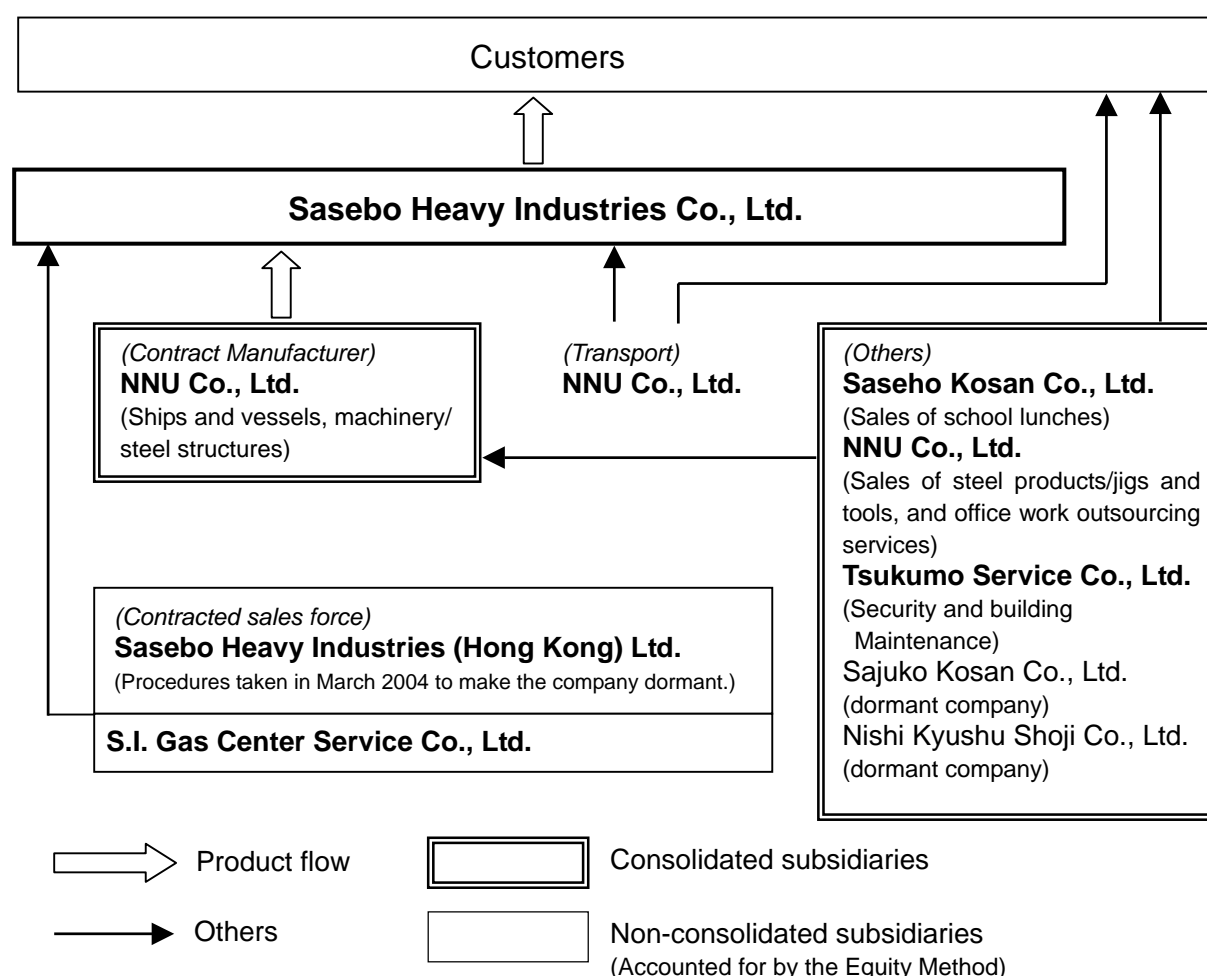 Customers
Sasebo Heavy Industries Co., Ltd.
(Contract Manufacturer)
NNU Co., Ltd.
(Ships and vessels, machinery/
steel structures)
(Transport)
NNU Co., Ltd.
(Others)
Saseho Kosan Co., Ltd.
(Sales of school lunches)
NNU Co., Ltd.
(Sales of steel products/jigs and
tools, and office work outsourcing
services)
Tsukumo Service Co., Ltd.
(Security and building
Maintenance)
Sajuko Kosan Co., Ltd.
(dormant company)
Nishi Kyushu Shoji Co., Ltd.
(dormant company)
(Contracted sales force)
Sasebo Heavy Industries (Hong Kong) Ltd.
(Procedures taken in March 2004 to make the company dormant.)
S.I. Gas Center Service Co., Ltd.
Product flow
Consolidated subsidiaries
Others
Non-consolidated subsidiaries
(Accounted for by the Equity Method)